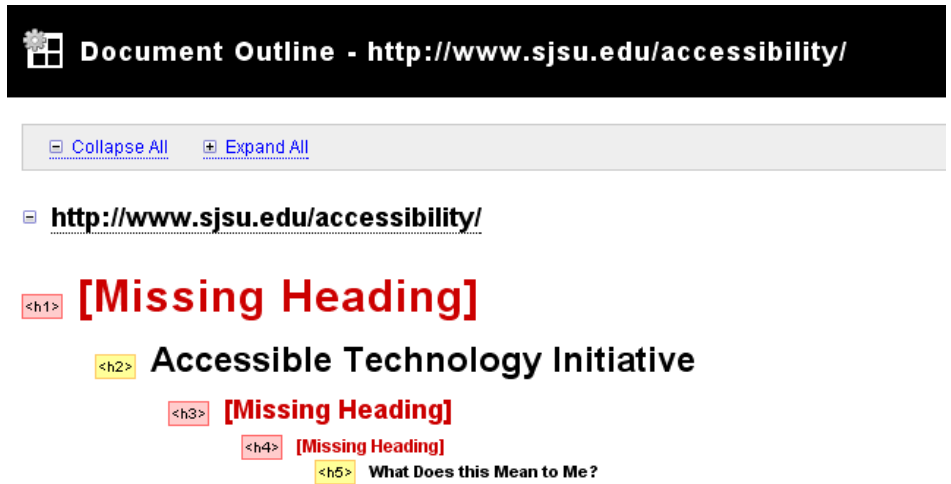 Document Outline - http://www.sjsu.edu/accessibility/
Collapse All Expand All
http://www.sjsu.edu/accessibility/
<h1> [Missing Heading]
<h2> Accessible Technology Initiative
<h3> [Missing Heading]
<h4> [Missing Heading]
<h5> What Does this Mean to Me?